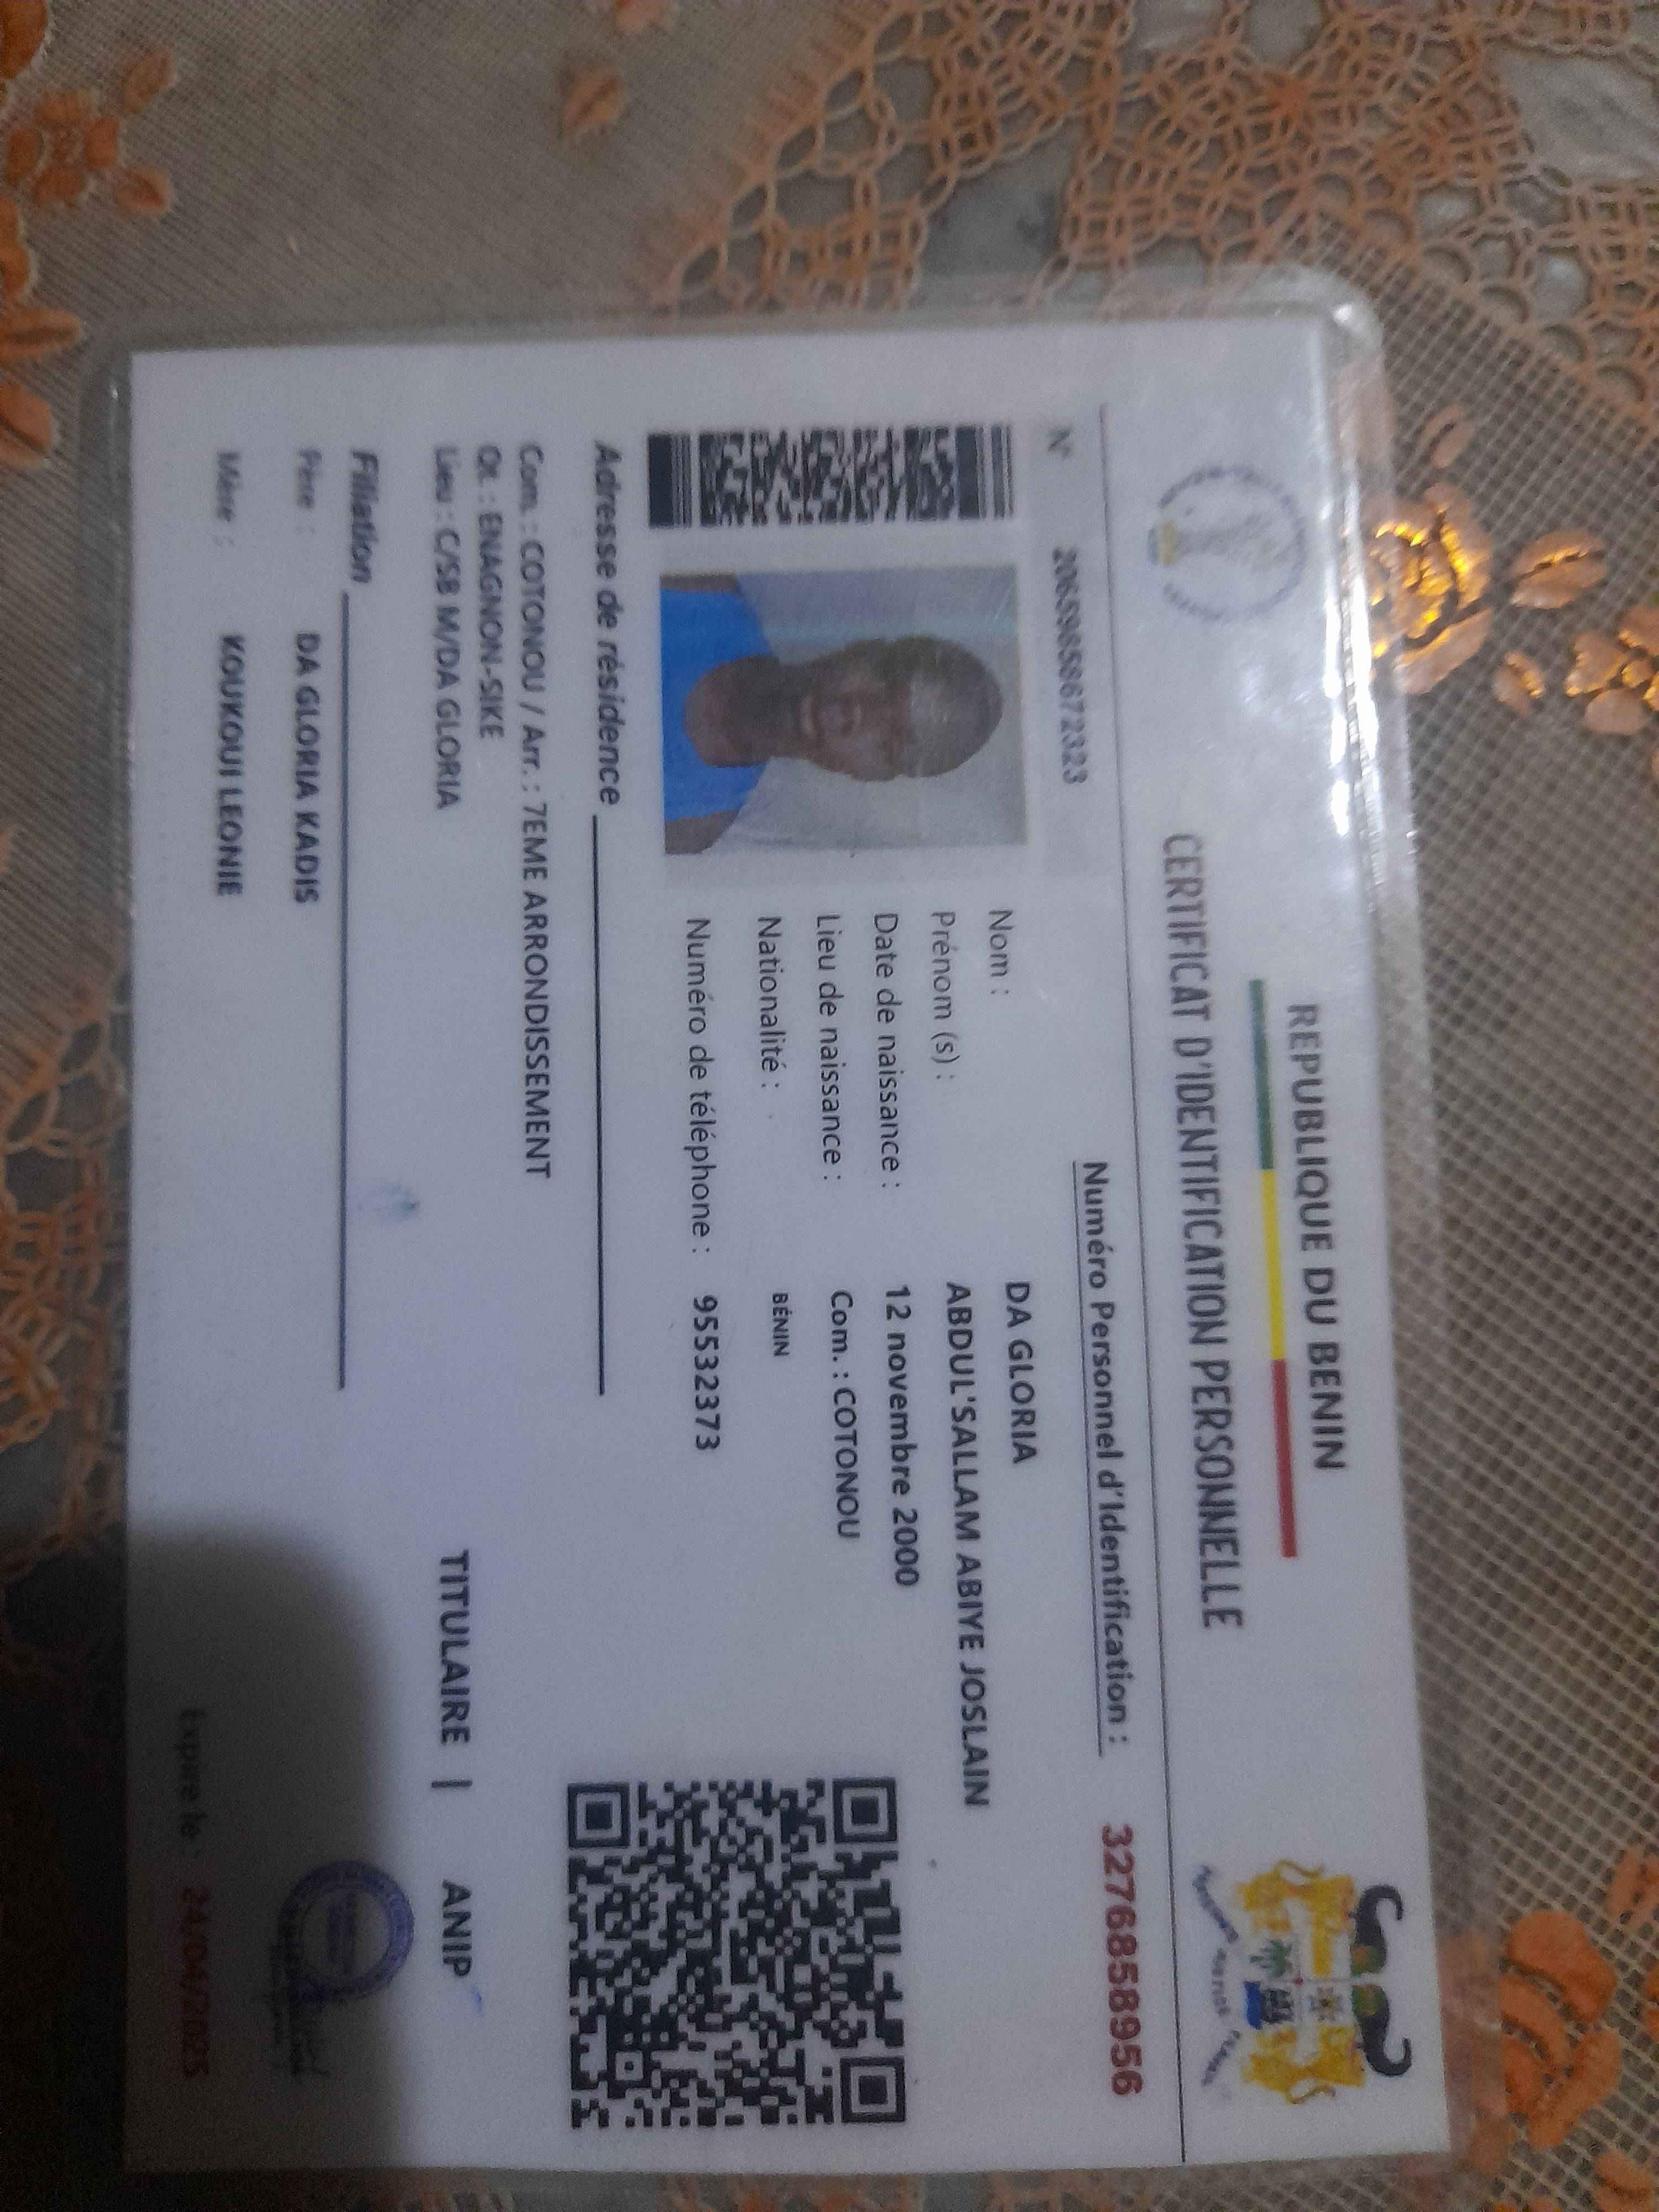 REPUBLIQUE DU BENIN
CERTIFICAT D'IDENTIFICATION PERSONNELLE
Numéro Personnel d'Identification : 3276858956
N° 20659658672323
Nom : DA GLORIA
Prénom (s) : ABDUL'SALLAM ABIYE JOSLAIN
Date de naissance : 12 novembre 2000
Lieu de naissance : Com. : COTONOU
Nationalité : BÉNIN
Numéro de téléphone : 95532373
Adresse de résidence
Com. : COTONOU / Arr. : 7EME ARRONDISSEMENT
Qt. : ENAGNON-SIKE
Lieu : C/SB M/DA GLORIA
TITULAIRE | ANIP
Filiation
Père : DA GLORIA KADIS
Mère : KOUKOUI LEONIE
Expire le : 24/04/2025